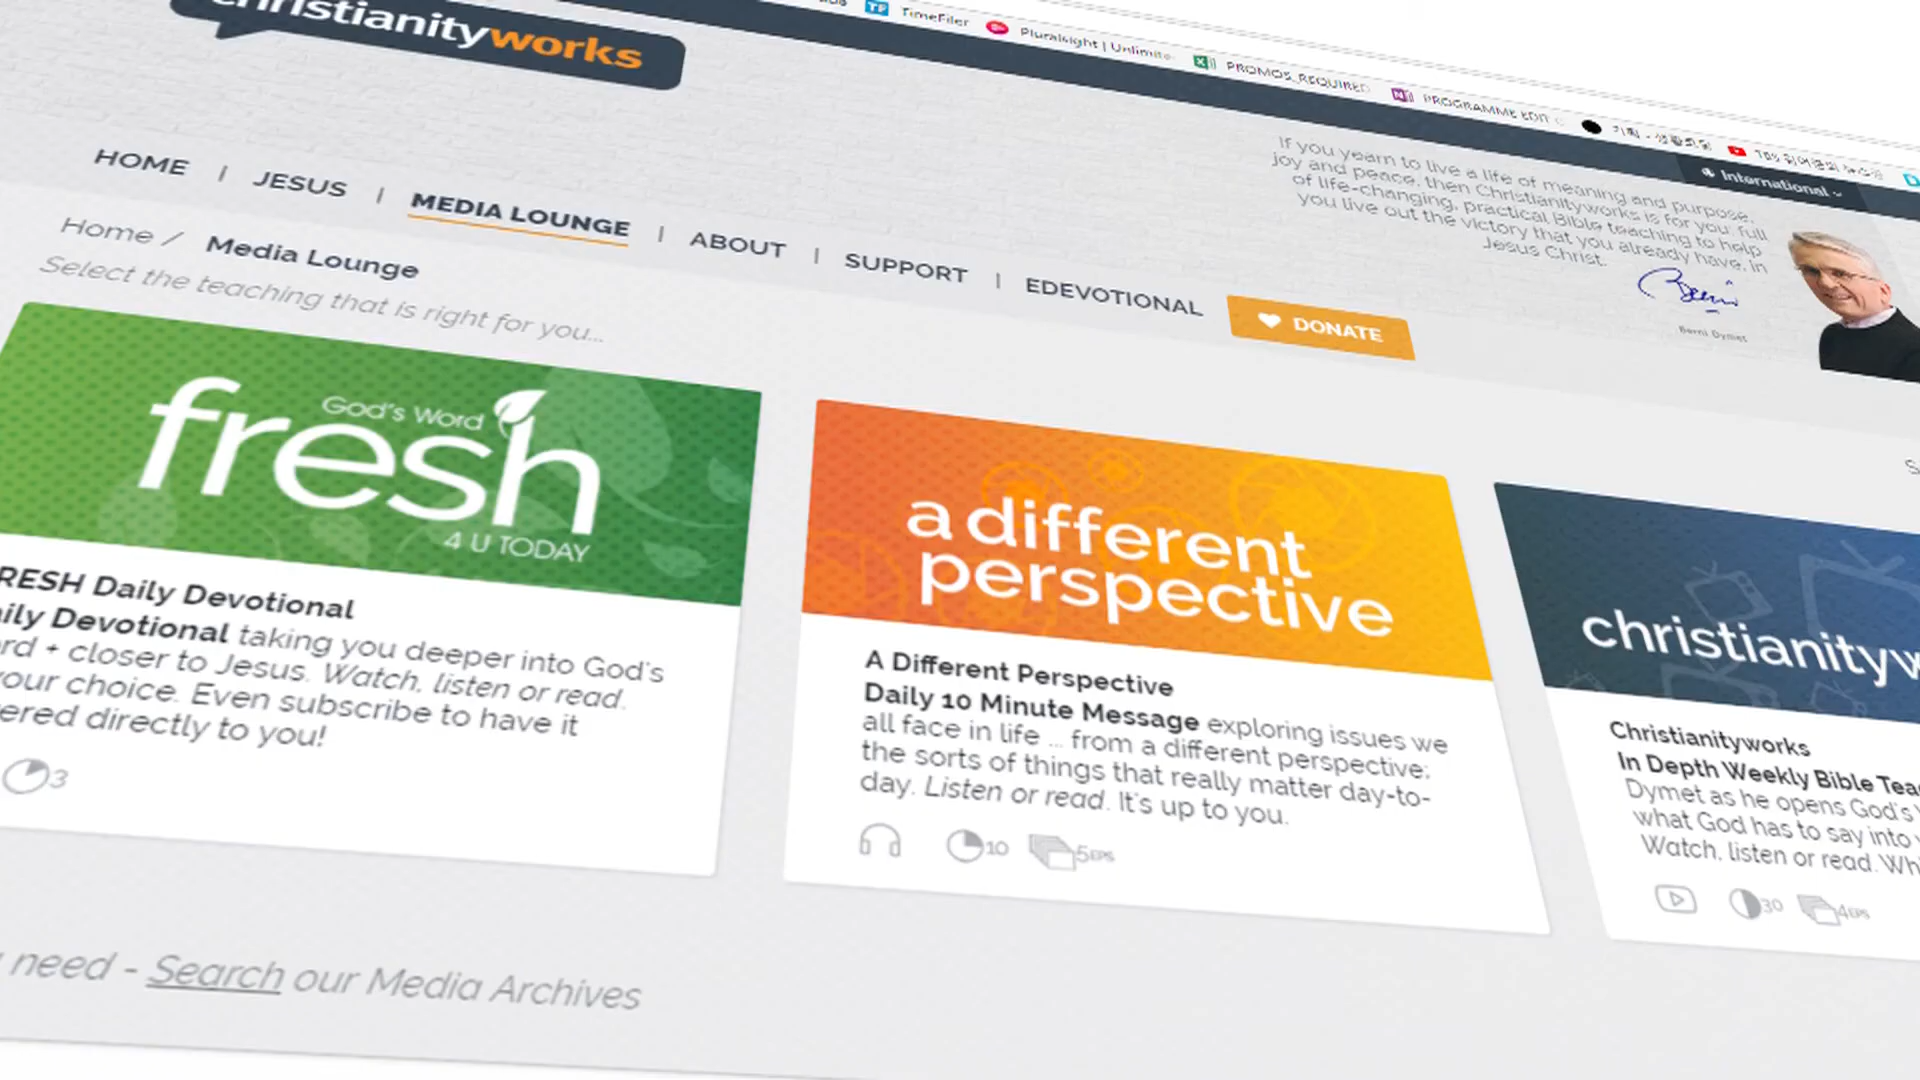 christianityworks
TimeFiler
Pluralsight | Unlimite
PROMOS_REQUIRED
PROGRAMME EDIT
International
HOME | JESUS | MEDIA LOUNGE | ABOUT | SUPPORT | EDEVOTIONAL
DONATE
If you yearn to live a life of meaning and purpose,
joy and peace, then Christianityworks is for you; full
of life-changing, practical Bible teaching to help
you live out the victory that you already have, in
Jesus Christ.
Berni
Berni Dymet
Home / Media Lounge
Select the teaching that is right for you...
God's Word
fresh
4 U TODAY
RESH Daily Devotional
aily Devotional taking you deeper into God's
rd + closer to Jesus. Watch, listen or read.
our choice. Even subscribe to have it
ered directly to you!
3
a different
perspective
A Different Perspective
Daily 10 Minute Message exploring issues we
all face in life ... from a different perspective;
the sorts of things that really matter day-to-
day. Listen or read. It's up to you.
10
5EPS
christianityw
Christianityworks
In Depth Weekly Bible Tea
Dymet as he opens God's
what God has to say into
Watch, listen or read. Wh
30
4EPS
need - Search our Media Archives